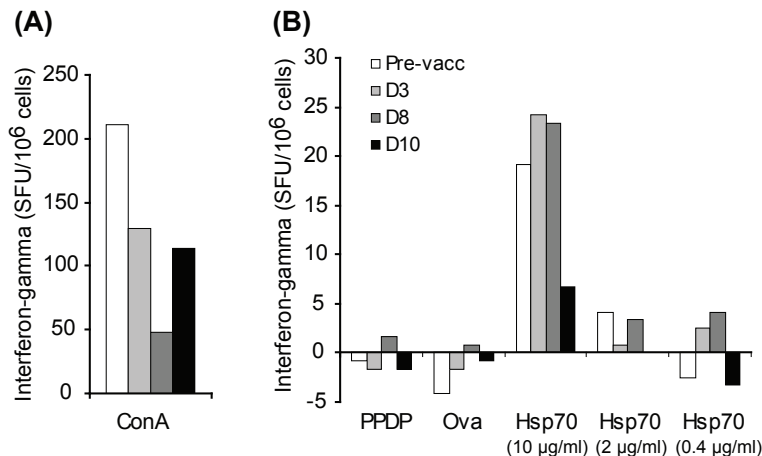 (A)
Interferon-gamma (SFU/10⁶ cells)
250
200
150
100
50
0
ConA
(B)
Interferon-gamma (SFU/10⁶ cells)
30
25
20
15
10
5
0
-5
Pre-vacc
D3
D8
D10
PPDP Ova Hsp70 Hsp70 Hsp70
(10 µg/ml) (2 µg/ml) (0.4 µg/ml)